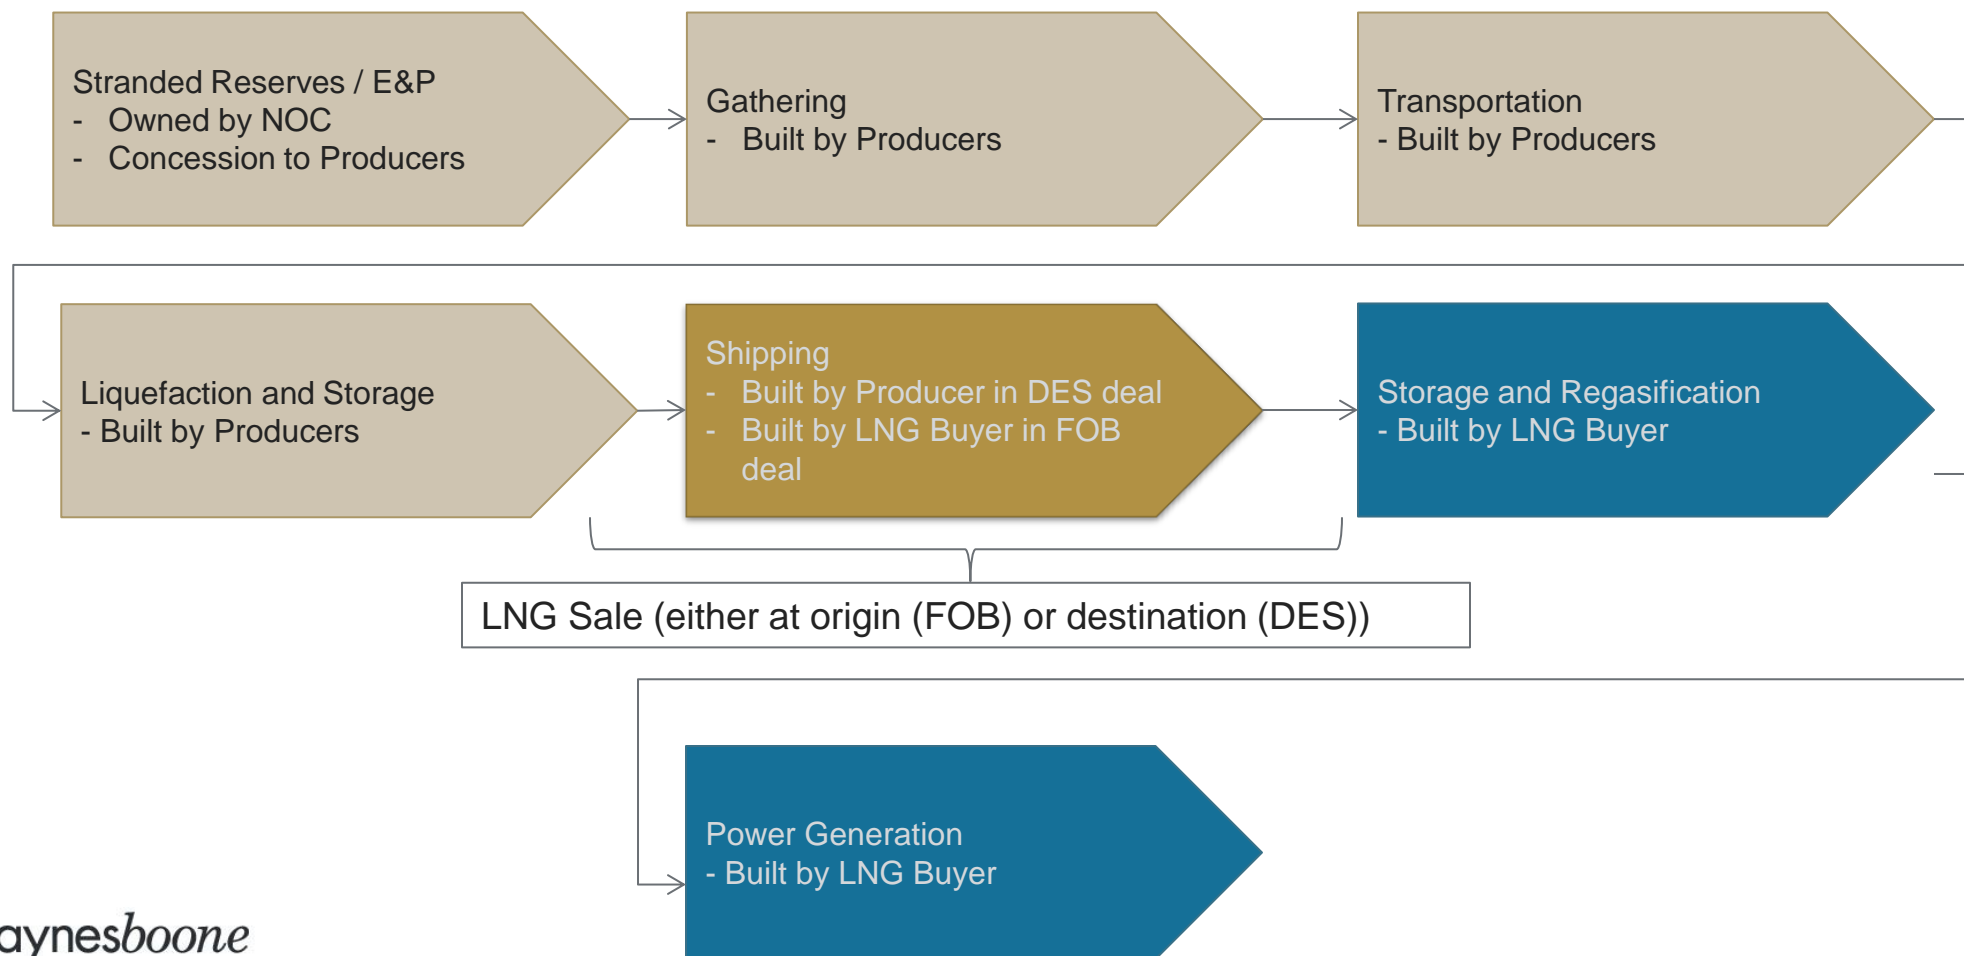 Stranded Reserves / E&P
- Owned by NOC
- Concession to Producers
Gathering
- Built by Producers
Transportation
- Built by Producers
Liquefaction and Storage
- Built by Producers
Shipping
- Built by Producer in DES deal
- Built by LNG Buyer in FOB
deal
Storage and Regasification
- Built by LNG Buyer
LNG Sale (either at origin (FOB) or destination (DES))
Power Generation
- Built by LNG Buyer
aynesboone